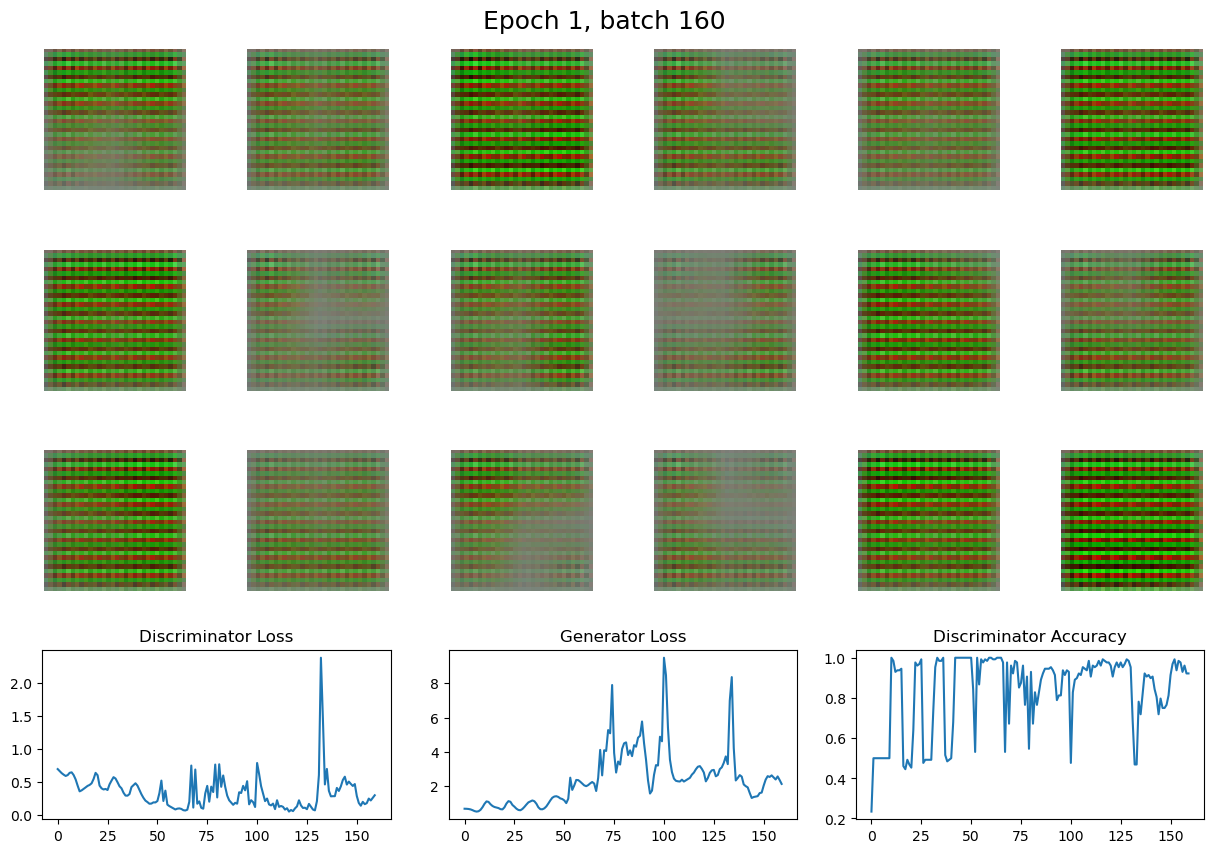 Epoch 1, batch 160
Discriminator Loss
Generator Loss
Discriminator Accuracy
2.0
1.5
1.0
0.5
0.0
0 25 50 75 100 125 150
8
6
4
2
0 25 50 75 100 125 150
1.0
0.8
0.6
0.4
0.2
0 25 50 75 100 125 150